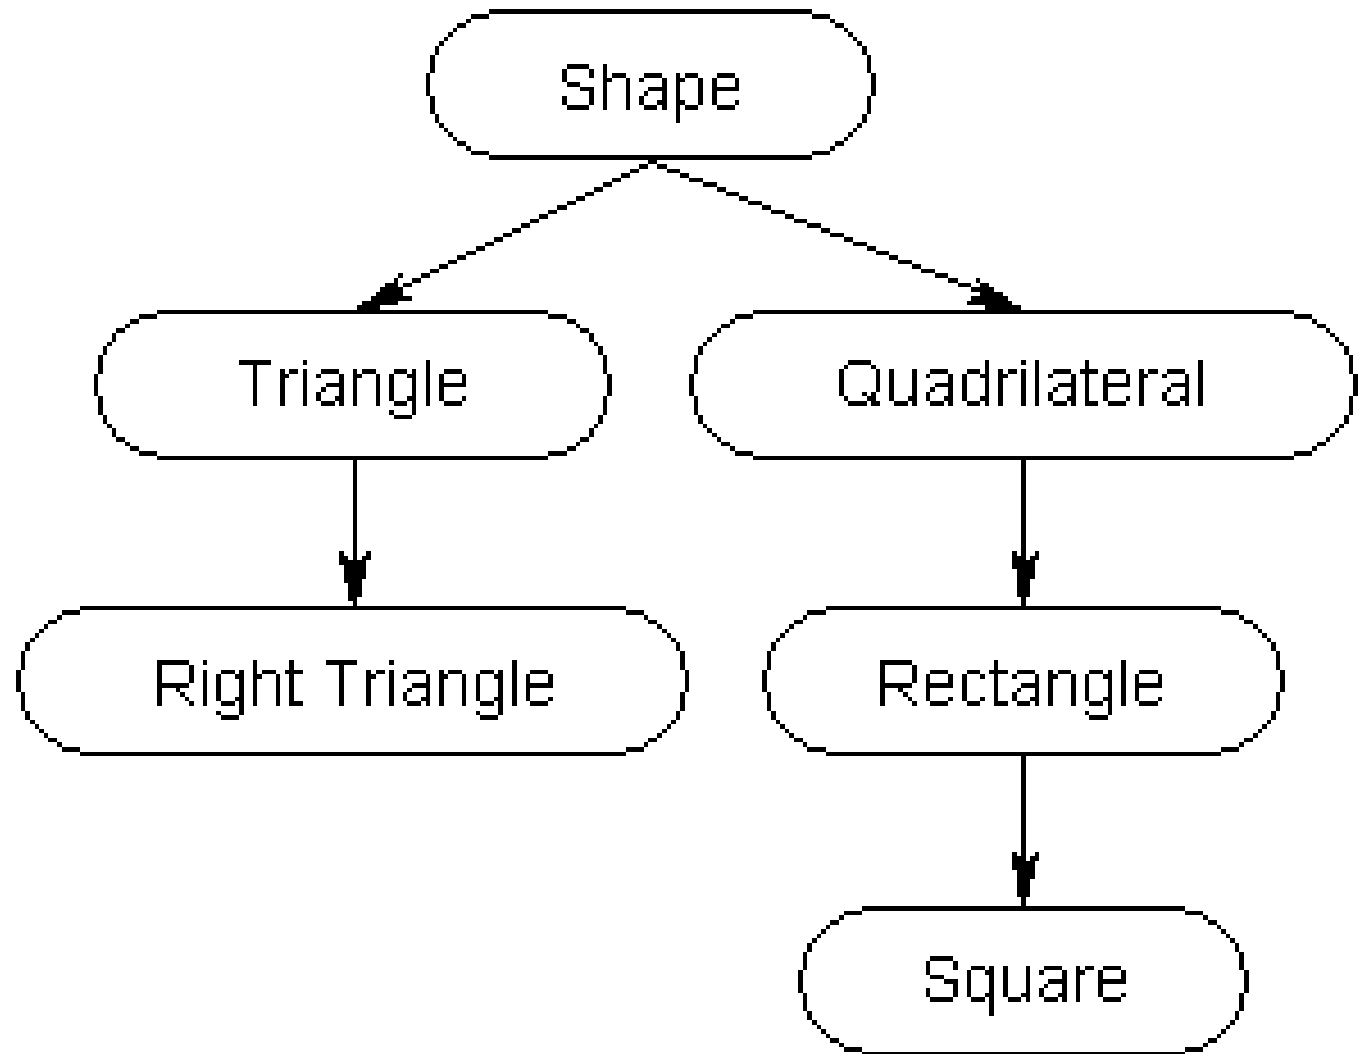 Shape
Triangle
Quadrilateral
Right Triangle
Rectangle
Square